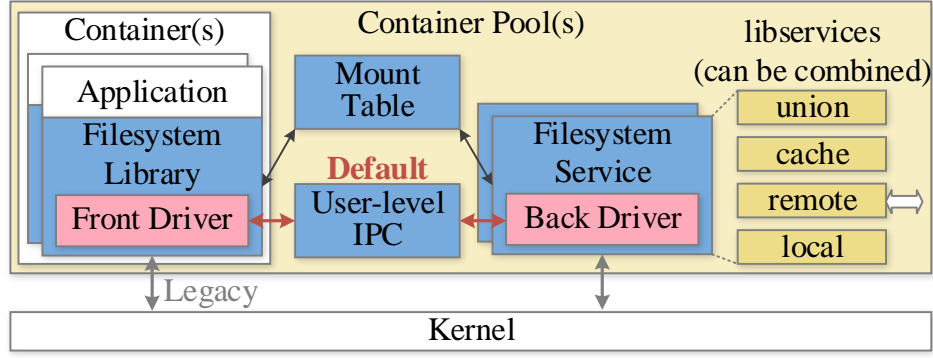 Container(s)
Container Pool(s)
libservices
(can be combined)
Application
Filesystem
Library
Front Driver
Mount
Table
Default
User-level
IPC
Filesystem
Service
Back Driver
union
cache
remote
local
Legacy
Kernel